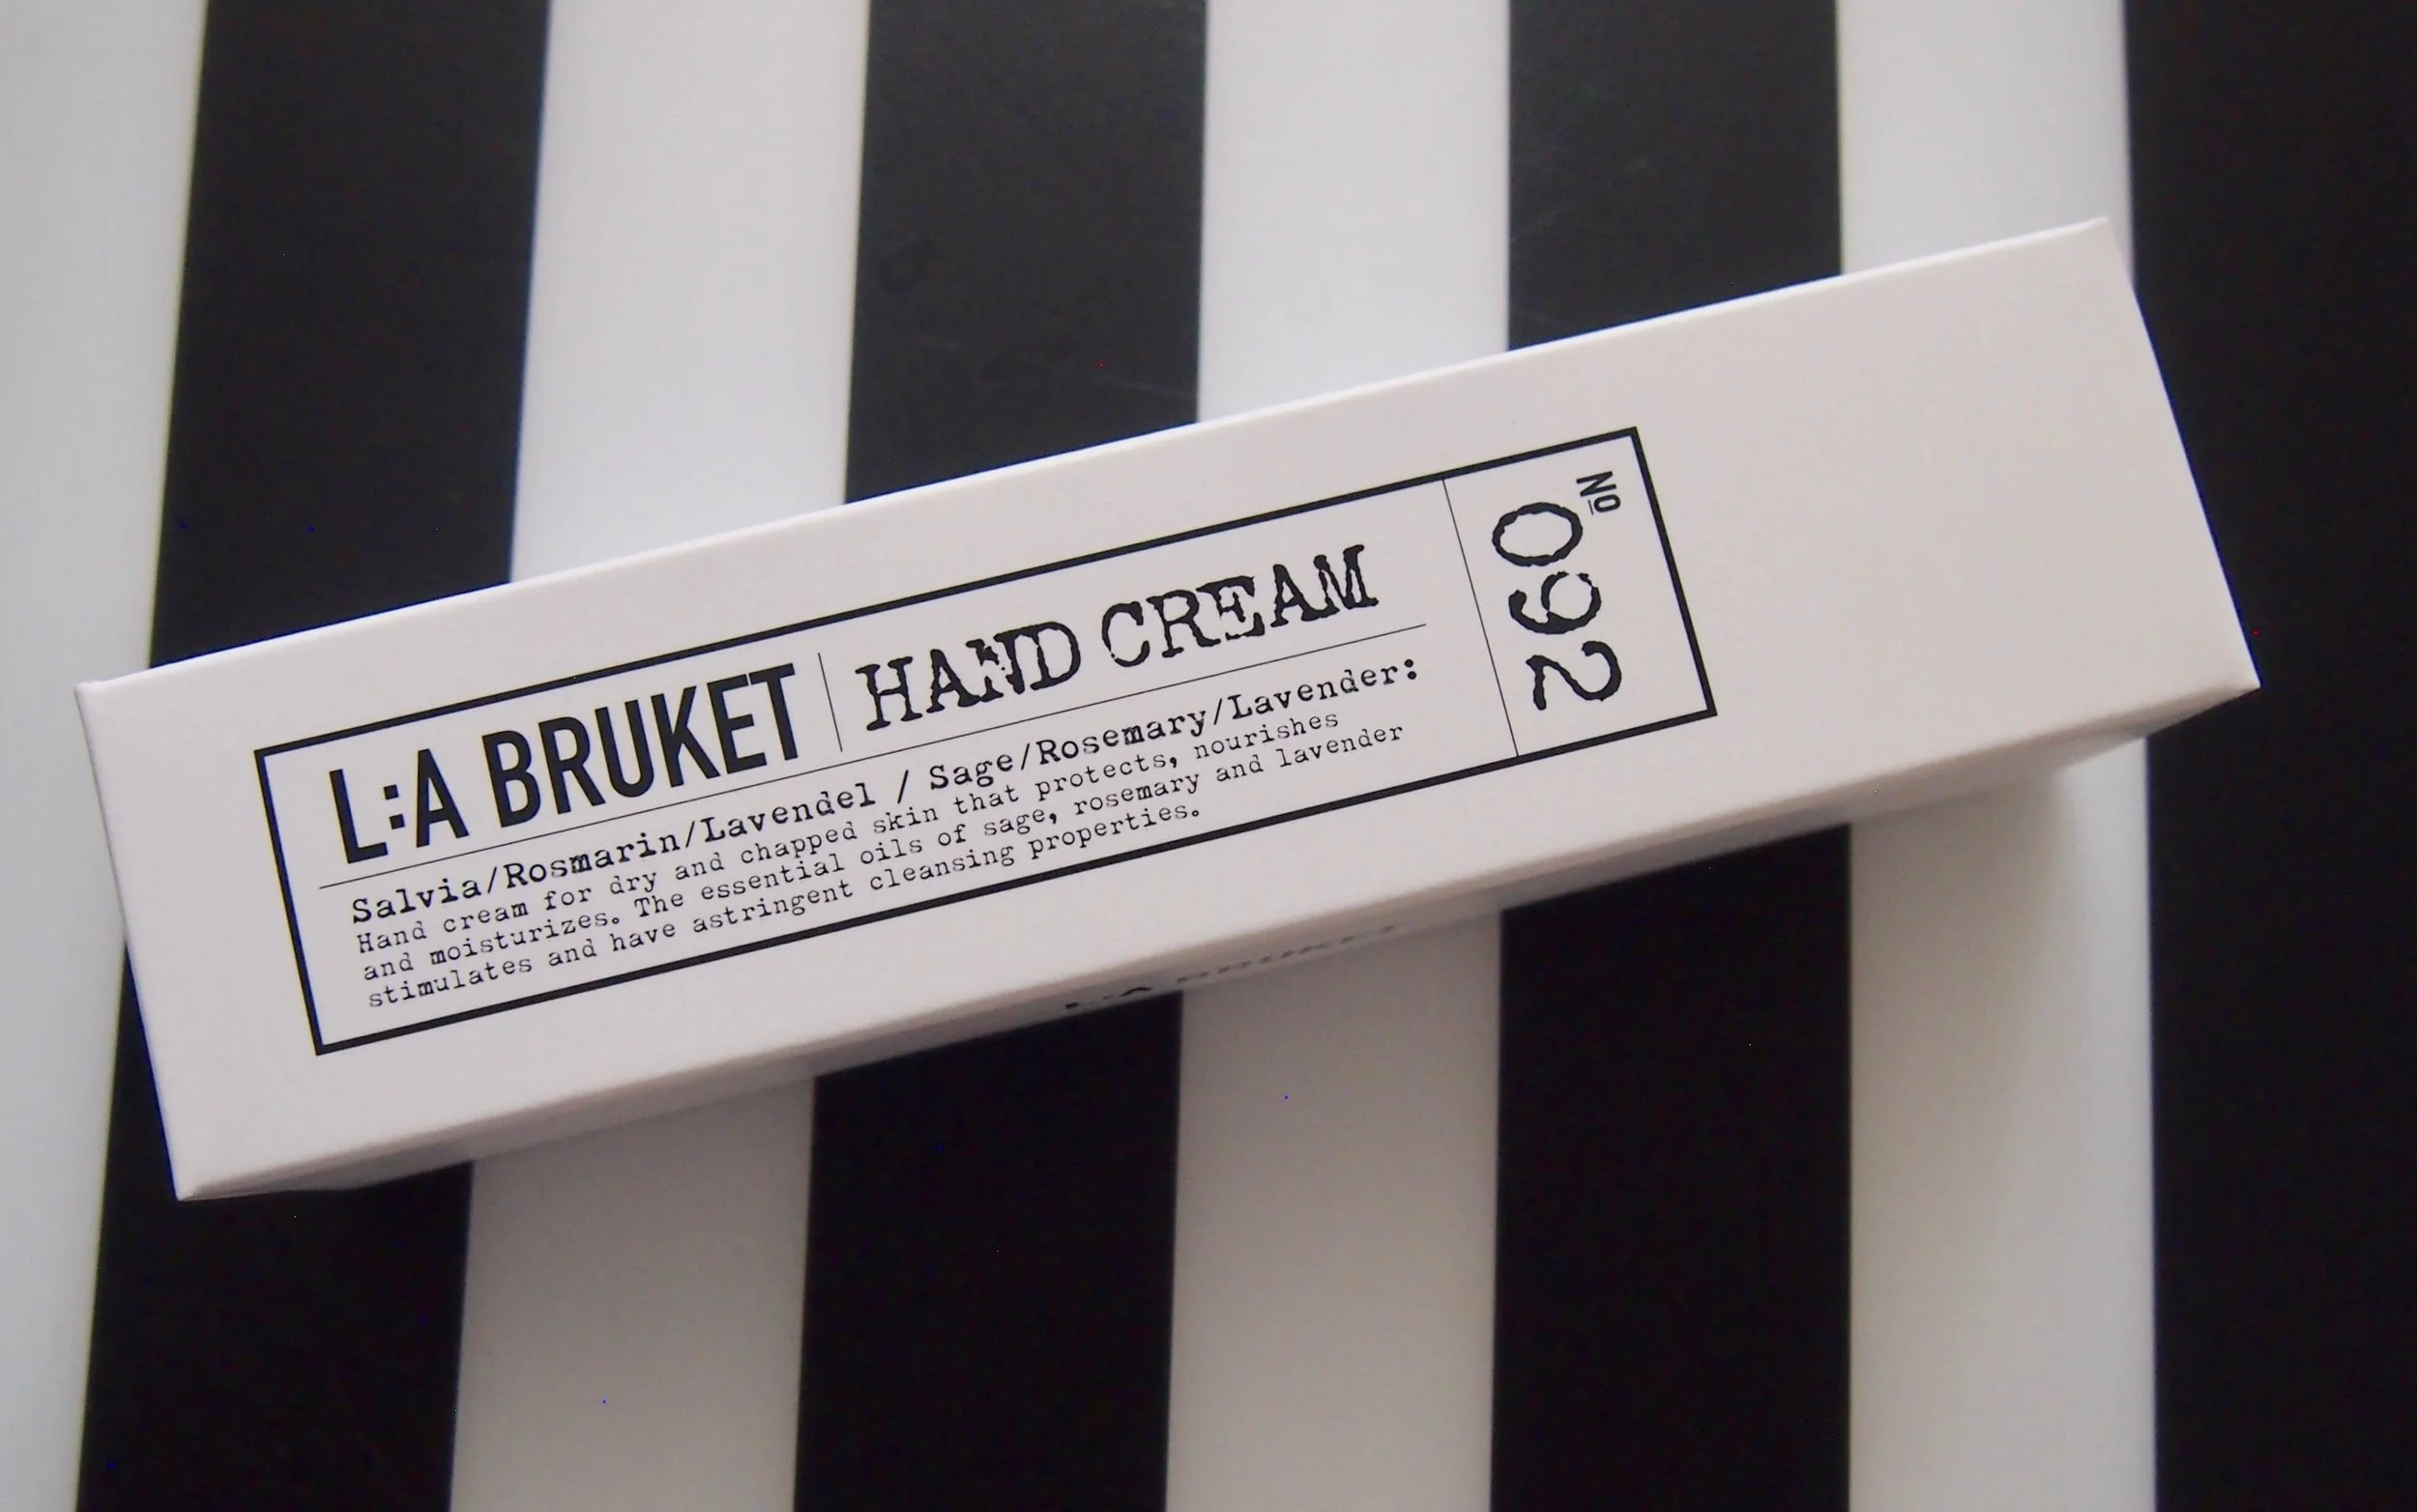 L:A BRUKET | HAND CREAM
Salvia/Rosmarin/Lavendel / Sage/Rosemary/Lavender:
Hand cream for dry and chapped skin that protects, nourishes
and moisturizes. The essential oils of sage, rosemary and lavender
stimulates and have astringent cleansing properties.
No
092
L:A BRUKET